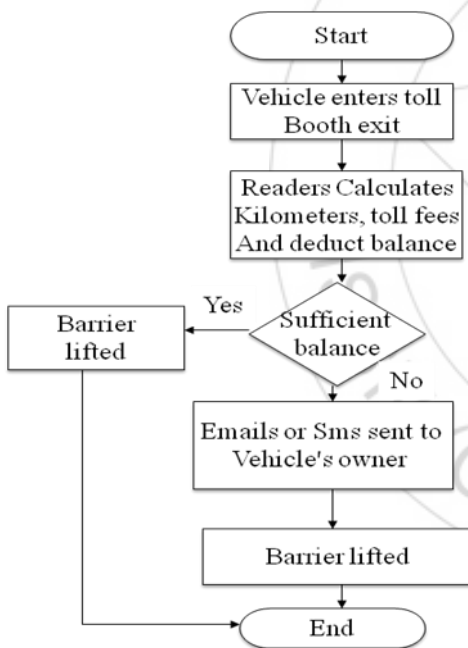 Start
Vehicle enters toll
Booth exit
Readers Calculates
Kilometers, toll fees
And deduct balance
Yes
Barrier
lifted
Sufficient
balance
No
Emails or Sms sent to
Vehicle's owner
Barrier lifted
End